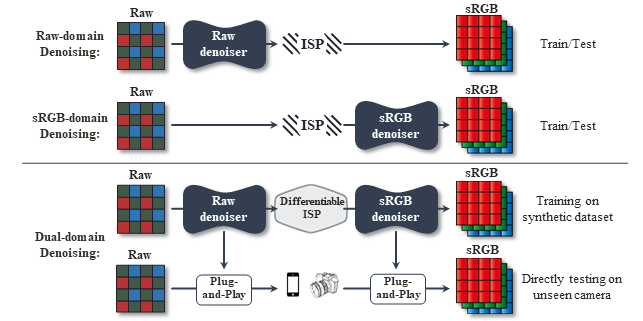 Raw
sRGB
Raw-domain
Denoising:
Raw
denoiser
ISP
Train/Test
Raw
sRGB
sRGB-domain
Denoising:
ISP
sRGB
denoiser
Train/Test
Raw
sRGB
Raw
denoiser
Differentiable
ISP
sRGB
denoiser
Training on
synthetic dataset
Dual-domain
Denoising:
Raw
sRGB
Plug-
and-Play
Plug-
and-Play
Directly testing on
unseen camera